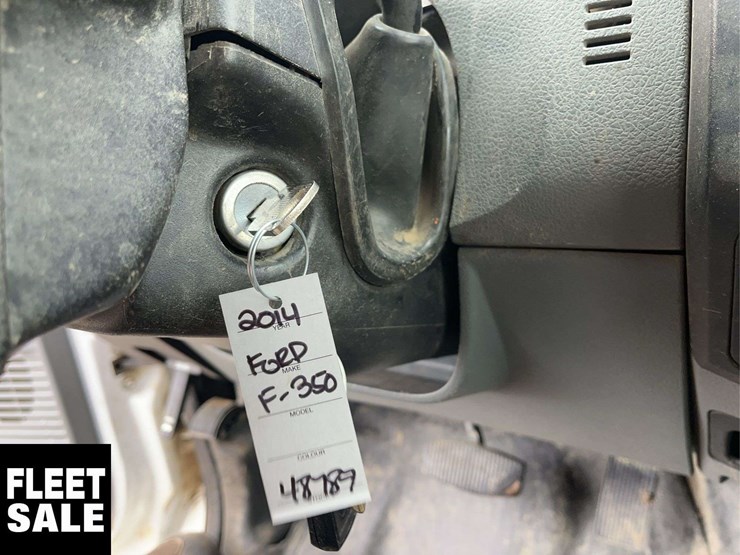 2014
YEAR
FORD
MAKE
F-350
MODEL
COLOUR
48789
FLEET
SALE